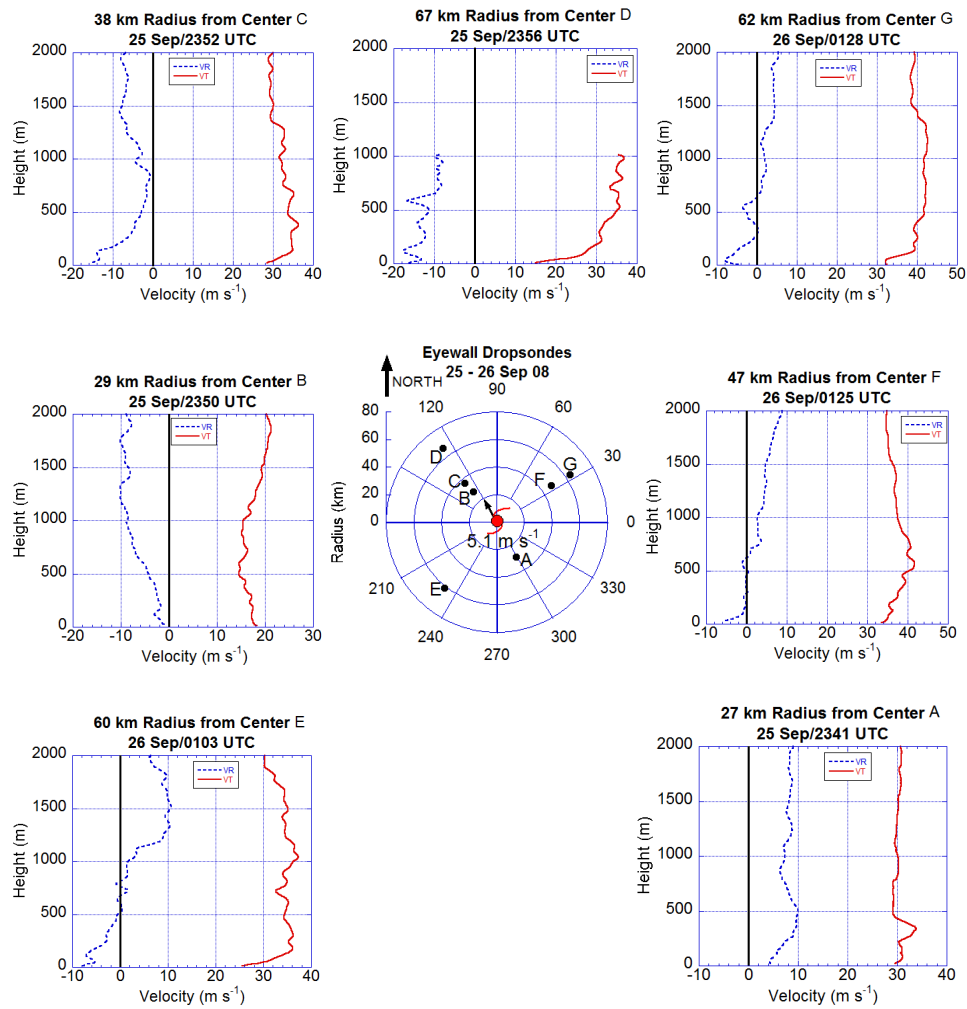 38 km Radius from Center C
25 Sep/2352 UTC
2000
1500
1000
500
0
Height (m)
VR
VT
-20 -10 0 10 20 30 40
Velocity (m s-1)
67 km Radius from Center D
25 Sep/2356 UTC
2000
1500
1000
500
0
Height (m)
VR
VT
-20 -10 0 10 20 30 40
Velocity (m s-1)
62 km Radius from Center G
26 Sep/0128 UTC
2000
1500
1000
500
0
Height (m)
VR
VT
-10 0 10 20 30 40 50
Velocity (m s-1)
29 km Radius from Center B
25 Sep/2350 UTC
2000
1500
1000
500
0
Height (m)
VR
VT
-20 -10 0 10 20 30
Velocity (m s-1)
Eyewall Dropsondes
25 - 26 Sep 08
NORTH
90
120 60
80
60
40
20
0
Radius (km)
30
0
330
300
270
240
210
D
C
B
G
F
A
E
5.1 m s-1
47 km Radius from Center F
26 Sep/0125 UTC
2000
1500
1000
500
0
Height (m)
VR
VT
-10 0 10 20 30 40 50
Velocity (m s-1)
60 km Radius from Center E
26 Sep/0103 UTC
2000
1500
1000
500
0
Height (m)
VR
VT
-10 0 10 20 30 40
Velocity (m s-1)
27 km Radius from Center A
25 Sep/2341 UTC
2000
1500
1000
500
0
Height (m)
VR
VT
-10 0 10 20 30 40
Velocity (m s-1)